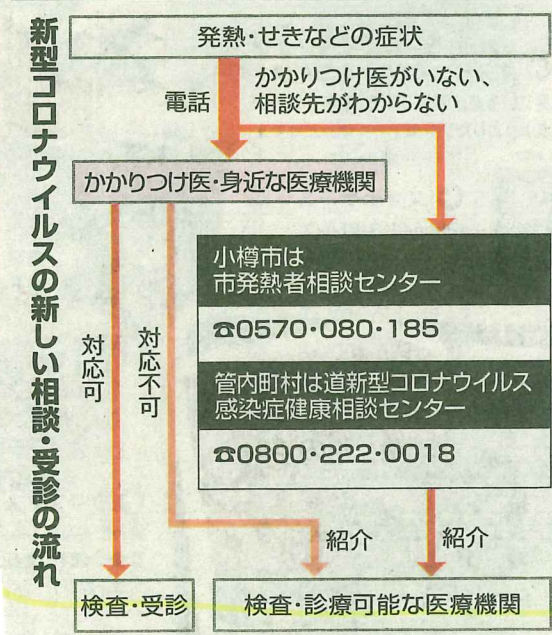 新型コロナウイルスの新しい相談・受診の流れ
発熱・せきなどの症状
電話
かかりつけ医がいない、
相談先がわからない
かかりつけ医・身近な医療機関
小樽市は
市発熱者相談センター
☎0570・080・185
管内町村は道新型コロナウイルス
感染症健康相談センター
☎0800・222・0018
対応可
対応不可
紹介
紹介
検査・受診
検査・診療可能な医療機関